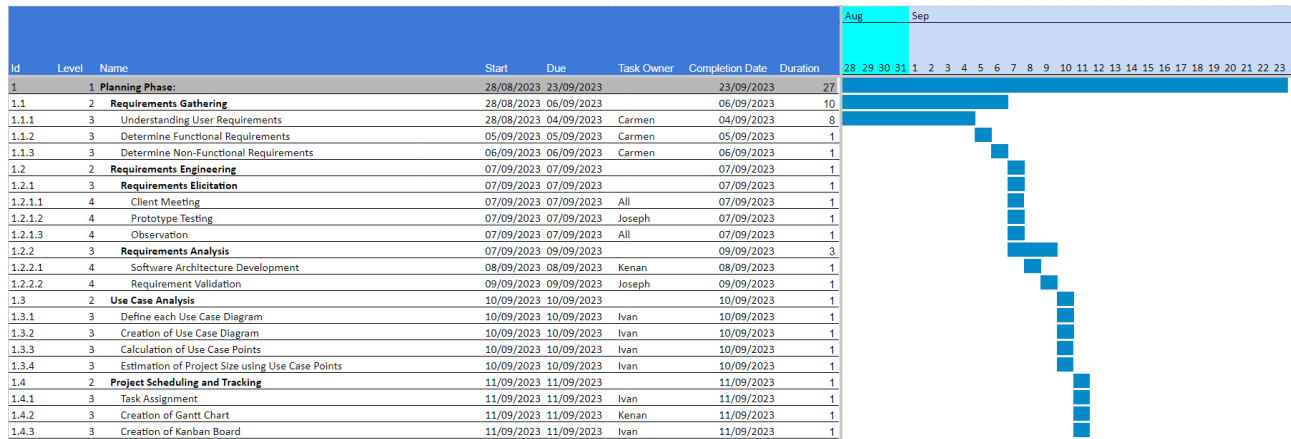 Aug Sep
Id Level Name Start Due Task Owner Completion Date Duration 28 29 30 31 1 2 3 4 5 6 7 8 9 10 11 12 13 14 15 16 17 18 19 20 21 22 23
1 1 Planning Phase: 28/08/2023 23/09/2023 23/09/2023 27
1.1 2 Requirements Gathering 28/08/2023 06/09/2023 06/09/2023 10
1.1.1 3 Understanding User Requirements 28/08/2023 04/09/2023 Carmen 04/09/2023 8
1.1.2 3 Determine Functional Requirements 05/09/2023 05/09/2023 Carmen 05/09/2023 1
1.1.3 3 Determine Non-Functional Requirements 06/09/2023 06/09/2023 Carmen 06/09/2023 1
1.2 2 Requirements Engineering 07/09/2023 07/09/2023 07/09/2023 1
1.2.1 3 Requirements Elicitation 07/09/2023 07/09/2023 07/09/2023 1
1.2.1.1 4 Client Meeting 07/09/2023 07/09/2023 All 07/09/2023 1
1.2.1.2 4 Prototype Testing 07/09/2023 07/09/2023 Joseph 07/09/2023 1
1.2.1.3 4 Observation 07/09/2023 07/09/2023 All 07/09/2023 1
1.2.2 3 Requirements Analysis 07/09/2023 09/09/2023 09/09/2023 3
1.2.2.1 4 Software Architecture Development 08/09/2023 08/09/2023 Kenan 08/09/2023 1
1.2.2.2 4 Requirement Validation 09/09/2023 09/09/2023 Joseph 09/09/2023 1
1.3 2 Use Case Analysis 10/09/2023 10/09/2023 10/09/2023 1
1.3.1 3 Define each Use Case Diagram 10/09/2023 10/09/2023 Ivan 10/09/2023 1
1.3.2 3 Creation of Use Case Diagram 10/09/2023 10/09/2023 Ivan 10/09/2023 1
1.3.3 3 Calculation of Use Case Points 10/09/2023 10/09/2023 Ivan 10/09/2023 1
1.3.4 3 Estimation of Project Size using Use Case Points 10/09/2023 10/09/2023 Ivan 10/09/2023 1
1.4 2 Project Scheduling and Tracking 11/09/2023 11/09/2023 11/09/2023 1
1.4.1 3 Task Assignment 11/09/2023 11/09/2023 Ivan 11/09/2023 1
1.4.2 3 Creation of Gantt Chart 11/09/2023 11/09/2023 Kenan 11/09/2023 1
1.4.3 3 Creation of Kanban Board 11/09/2023 11/09/2023 Ivan 11/09/2023 1